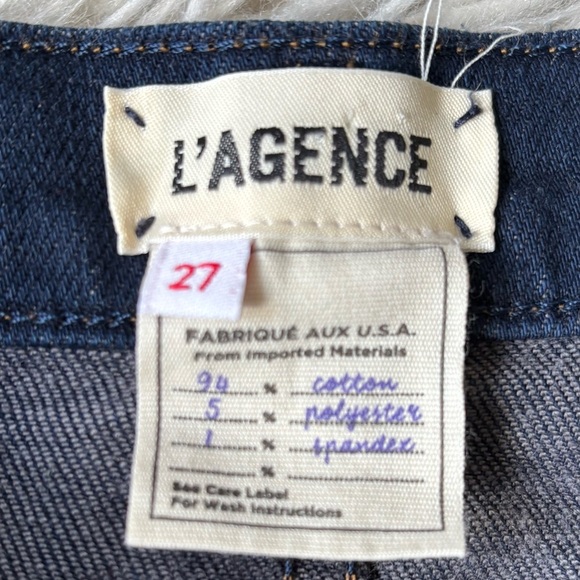 L'AGENCE
27
FABRIQUÉ AUX U.S.A.
From Imported Materials
94 % cotton
5 % polyester
1 % spandex
%
See Care Label
For Wash Instructions